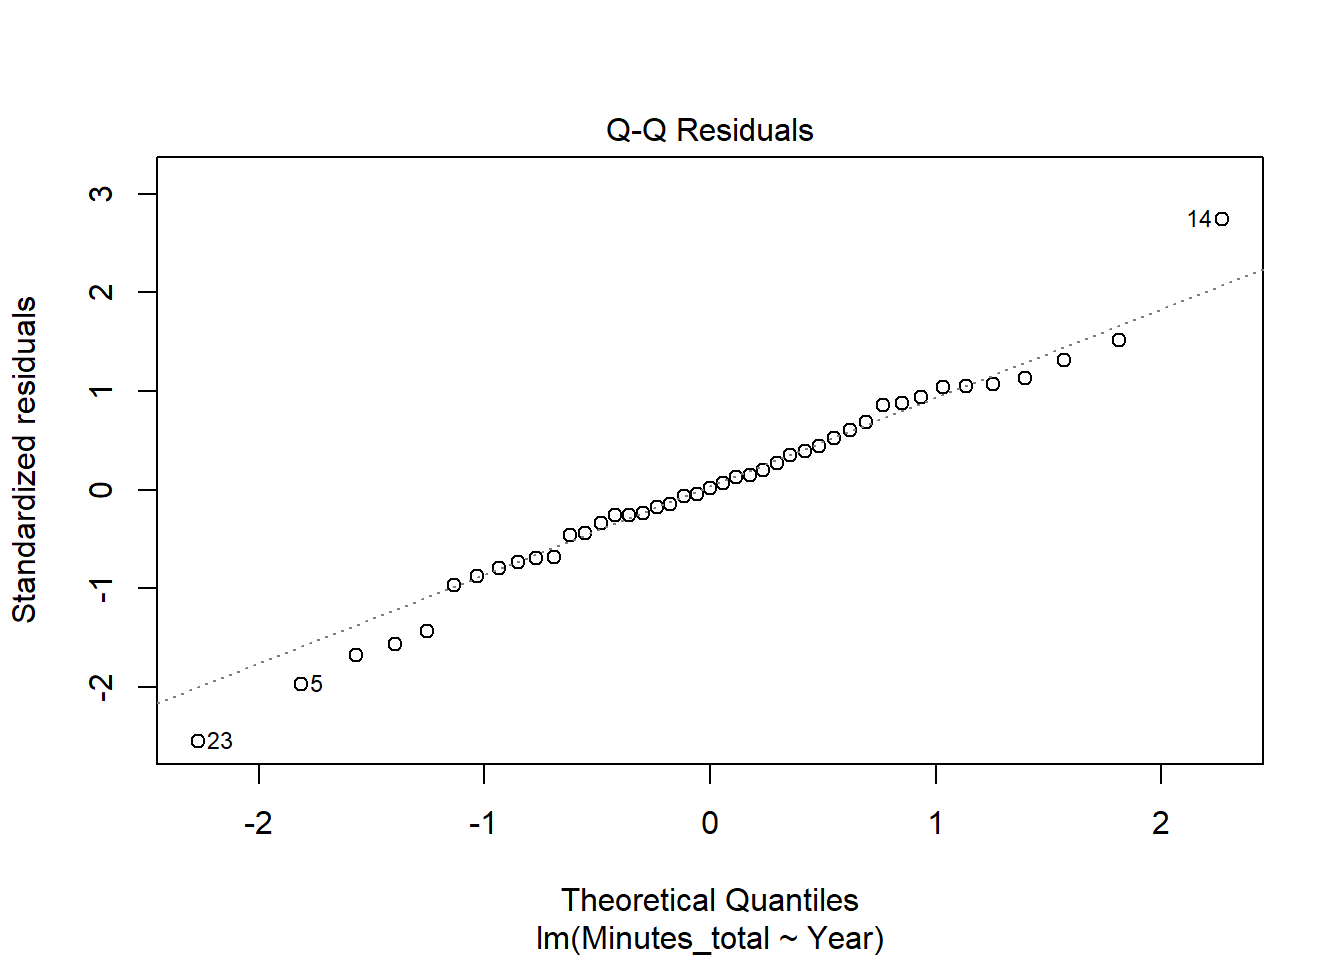 Q-Q Residuals
Standardized residuals
3
2
1
0
-1
-2
14
5
23
-2 -1 0 1 2
Theoretical Quantiles
lm(Minutes_total ~ Year)